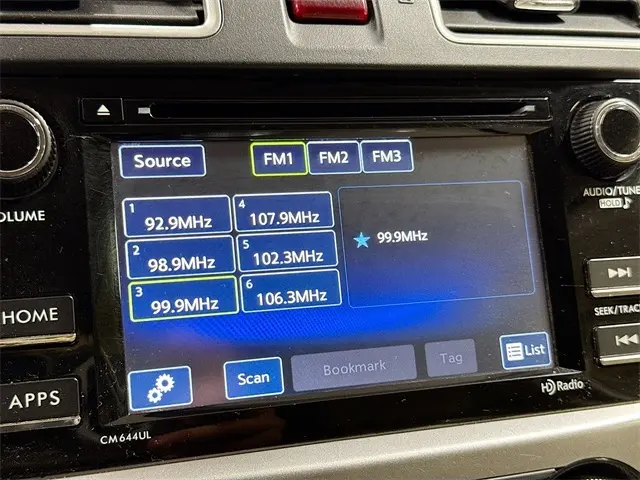 Source
FM1
FM2
FM3
1 92.9MHz
4 107.9MHz
2 98.9MHz
5 102.3MHz
3 99.9MHz
6 106.3MHz
★ 99.9MHz
Scan
Bookmark
Tag
List
HD Radio
CM644UL
OLUME
HOME
APPS
AUDIO/TUNE
HOLD
SEEK/TRACK